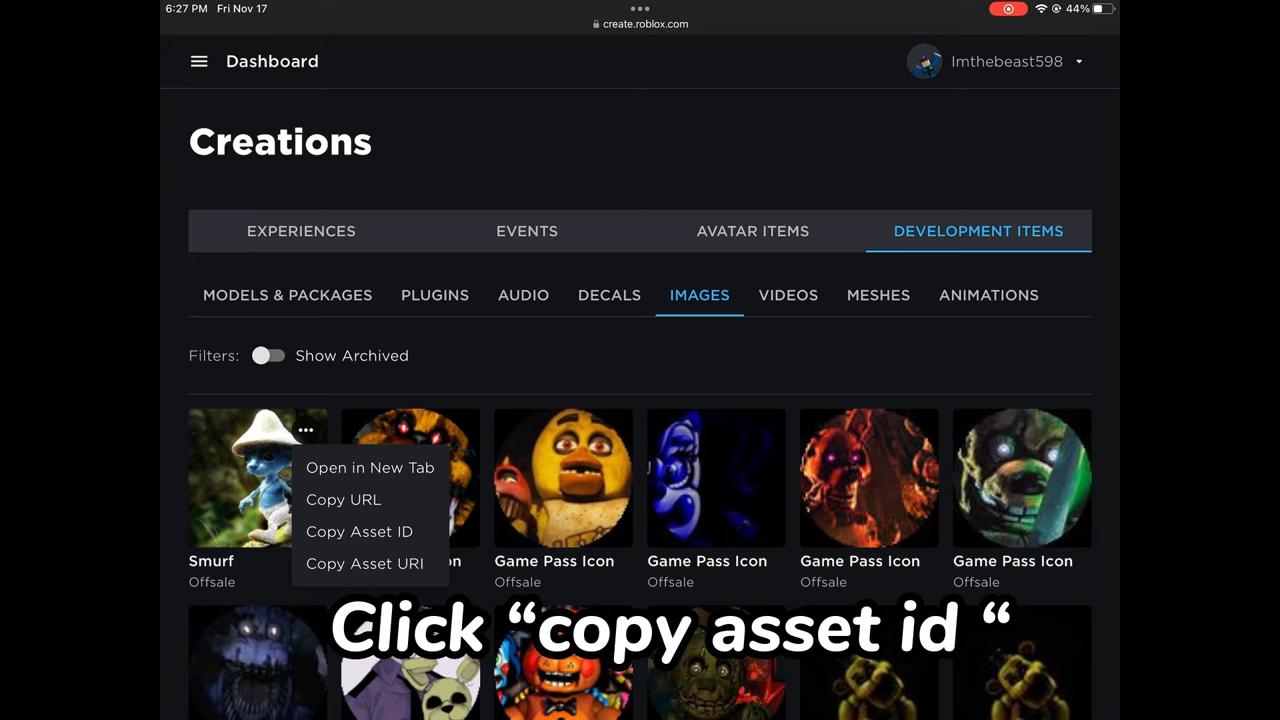 6:27 PM Fri Nov 17
44%
create.roblox.com
Dashboard
Imthebeast598
Creations
EXPERIENCES EVENTS AVATAR ITEMS DEVELOPMENT ITEMS
MODELS & PACKAGES PLUGINS AUDIO DECALS IMAGES VIDEOS MESHES ANIMATIONS
Filters: Show Archived
Open in New Tab
Copy URL
Copy Asset ID
Copy Asset URI
Smurf Game Pass Icon Game Pass Icon Game Pass Icon Game Pass Icon
Offsale Offsale Offsale Offsale Offsale
Click “copy asset id “